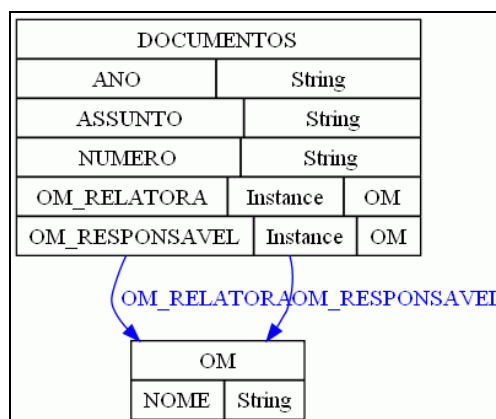 DOCUMENTOS
ANO String
ASSUNTO String
NUMERO String
OM_RELATORA Instance OM
OM_RESPONSAVEL Instance OM
OM_RELATORA OM_RESPONSAVEL
OM
NOME String